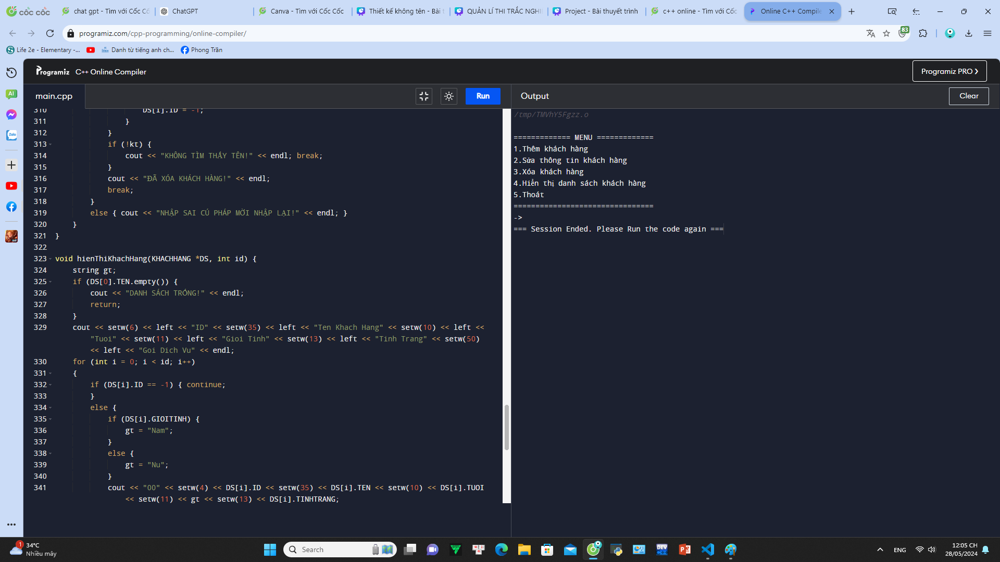 cốc cốc
chat gpt - Tìm với Cốc Cố
ChatGPT
Canva - Tìm với Cốc Cốc
Thiết kế không tên - Bài t
QUẢN LÍ THI TRẮC NGHI
Project - Bài thuyết trình
c++ online - Tìm với Cốc
Online C++ Compile
programiz.com/cpp-programming/online-compiler/
83
Life 2e - Elementary -...
Danh từ tiếng anh ch...
Phong Trần
Programiz
C++ Online Compiler
Programiz PRO ❯
main.cpp
Run
Output
Clear
310 DS[i].ID = -1;
311 }
312 }
313 if (!kt) {
314 cout << "KHÔNG TÌM THẤY TÊN!" << endl; break;
315 }
316 cout << "ĐÃ XÓA KHÁCH HÀNG!" << endl;
317 break;
318 }
319 else { cout << "NHẬP SAI CÚ PHÁP MỜI NHẬP LẠI!" << endl; }
320 }
321 }
322
323 void hienThiKhachHang(KHACHHANG *DS, int id) {
324 string gt;
325 if (DS[0].TEN.empty()) {
326 cout << "DANH SÁCH TRỐNG!" << endl;
327 return;
328 }
329 cout << setw(6) << left << "ID" << setw(35) << left << "Ten Khach Hang" << setw(10) << left <<
"Tuoi" << setw(11) << left << "Gioi Tinh" << setw(13) << left << "Tinh Trang" << setw(50)
<< left << "Goi Dich Vu" << endl;
330 for (int i = 0; i < id; i++)
331 {
332 if (DS[i].ID == -1) { continue;
333 }
334 else {
335 if (DS[i].GIOITINH) {
336 gt = "Nam";
337 }
338 else {
339 gt = "Nu";
340 }
341 cout << "00" << setw(4) << DS[i].ID << setw(35) << DS[i].TEN << setw(10) << DS[i].TUOI
<< setw(11) << gt << setw(13) << DS[i].TINHTRANG;
/tmp/TMVhY5Fgzz.o
============= MENU =============
1.Thêm khách hàng
2.Sửa thông tin khách hàng
3.Xóa khách hàng
4.Hiển thị danh sách khách hàng
5.Thoát
================================
->
=== Session Ended. Please Run the code again ===
AI
Zalo
1
34°C
Nhiều mây
Search
DEV
ENG
12:05 CH
28/05/2024